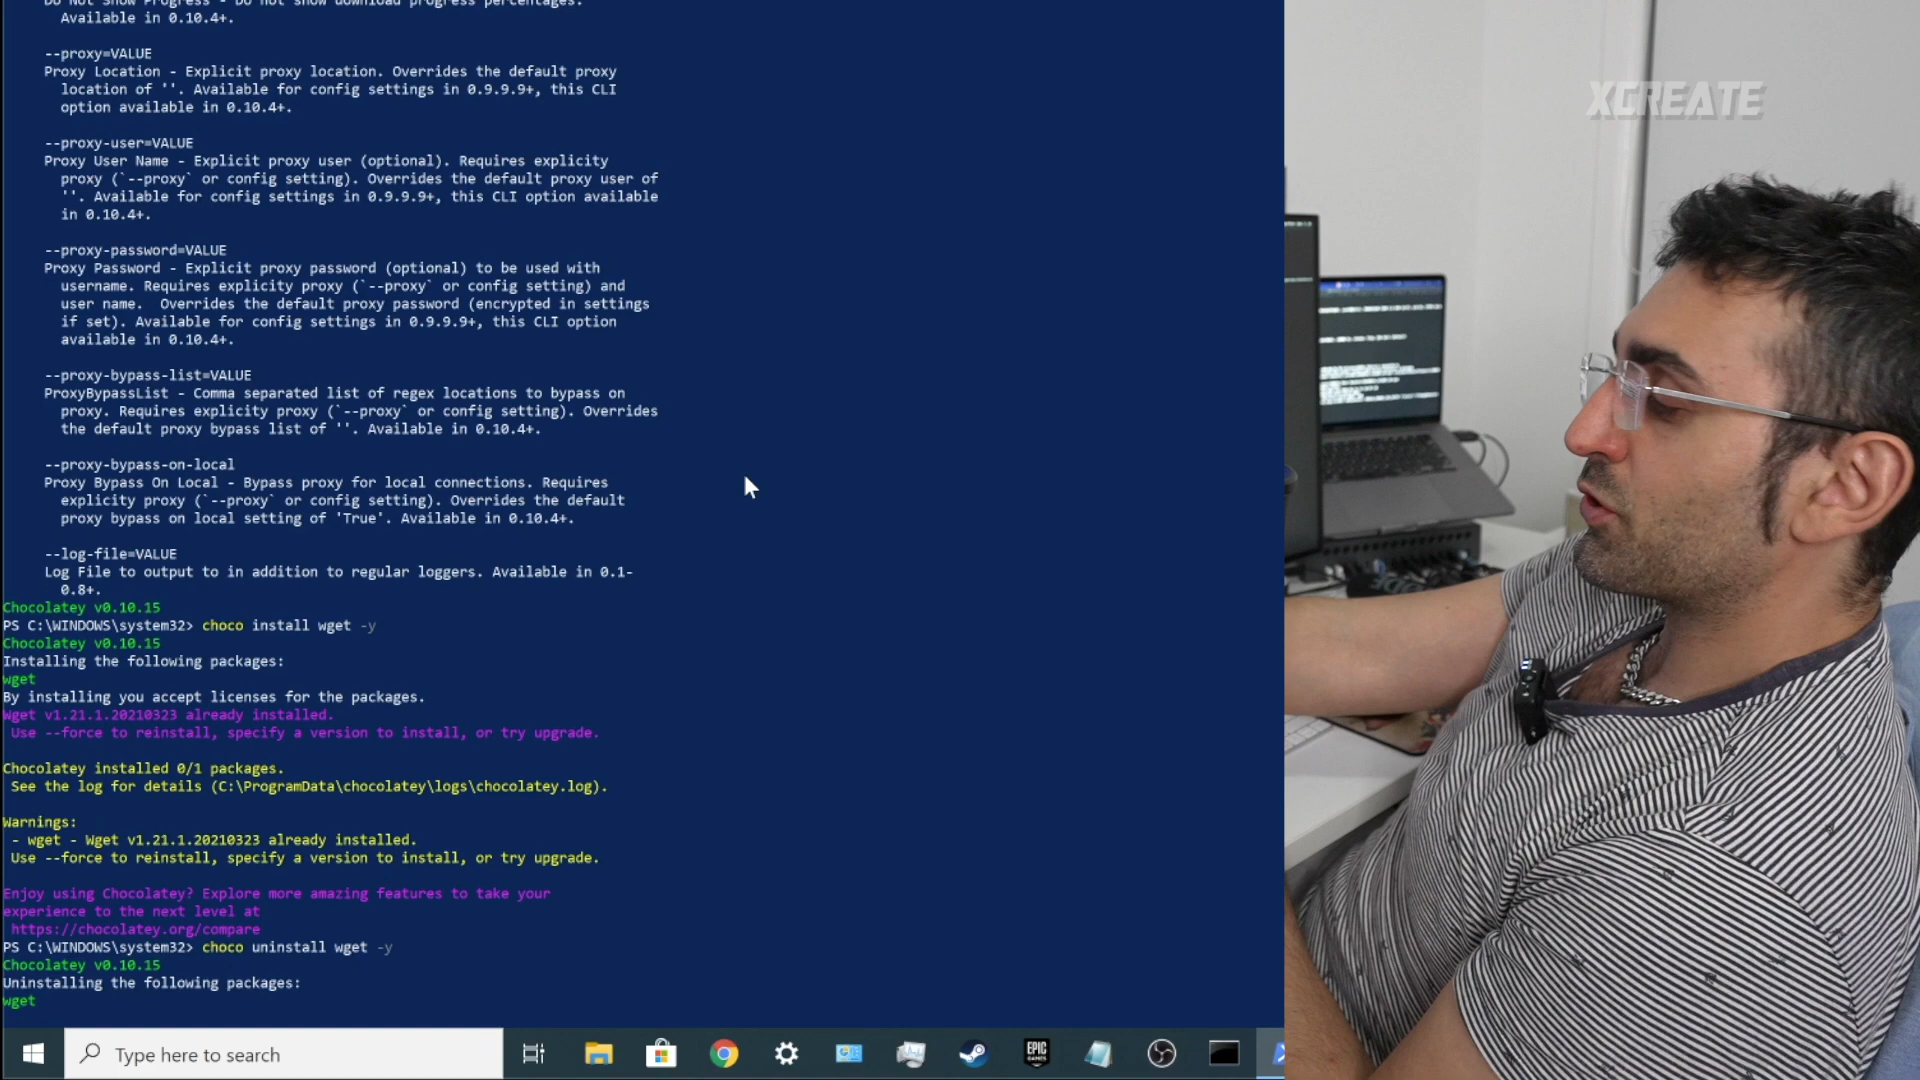 Do Not Show Progress - Do not show download progress percentages.
Available in 0.10.4+.
--proxy=VALUE
Proxy Location - Explicit proxy location. Overrides the default proxy
location of ''. Available for config settings in 0.9.9.9+, this CLI
option available in 0.10.4+.
--proxy-user=VALUE
Proxy User Name - Explicit proxy user (optional). Requires explicity
proxy (`--proxy` or config setting). Overrides the default proxy user of
''. Available for config settings in 0.9.9.9+, this CLI option available
in 0.10.4+.
--proxy-password=VALUE
Proxy Password - Explicit proxy password (optional) to be used with
username. Requires explicity proxy (`--proxy` or config setting) and
user name.  Overrides the default proxy password (encrypted in settings
if set). Available for config settings in 0.9.9.9+, this CLI option
available in 0.10.4+.
--proxy-bypass-list=VALUE
ProxyBypassList - Comma separated list of regex locations to bypass on
proxy. Requires explicity proxy (`--proxy` or config setting). Overrides
the default proxy bypass list of ''. Available in 0.10.4+.
--proxy-bypass-on-local
Proxy Bypass On Local - Bypass proxy for local connections. Requires
explicity proxy (`--proxy` or config setting). Overrides the default
proxy bypass on local setting of 'True'. Available in 0.10.4+.
--log-file=VALUE
Log File to output to in addition to regular loggers. Available in 0.1-
0.8+.
Chocolatey v0.10.15
PS C:\WINDOWS\system32> choco install wget -y
Chocolatey v0.10.15
Installing the following packages:
wget
By installing you accept licenses for the packages.
Wget v1.21.1.20210323 already installed.
Use --force to reinstall, specify a version to install, or try upgrade.
Chocolatey installed 0/1 packages.
See the log for details (C:\ProgramData\chocolatey\logs\chocolatey.log).
Warnings:
- wget - Wget v1.21.1.20210323 already installed.
Use --force to reinstall, specify a version to install, or try upgrade.
Enjoy using Chocolatey? Explore more amazing features to take your
experience to the next level at
https://chocolatey.org/compare
PS C:\WINDOWS\system32> choco uninstall wget -y
Chocolatey v0.10.15
Uninstalling the following packages:
wget
Type here to search
EPIC
GAMES
XCREATE